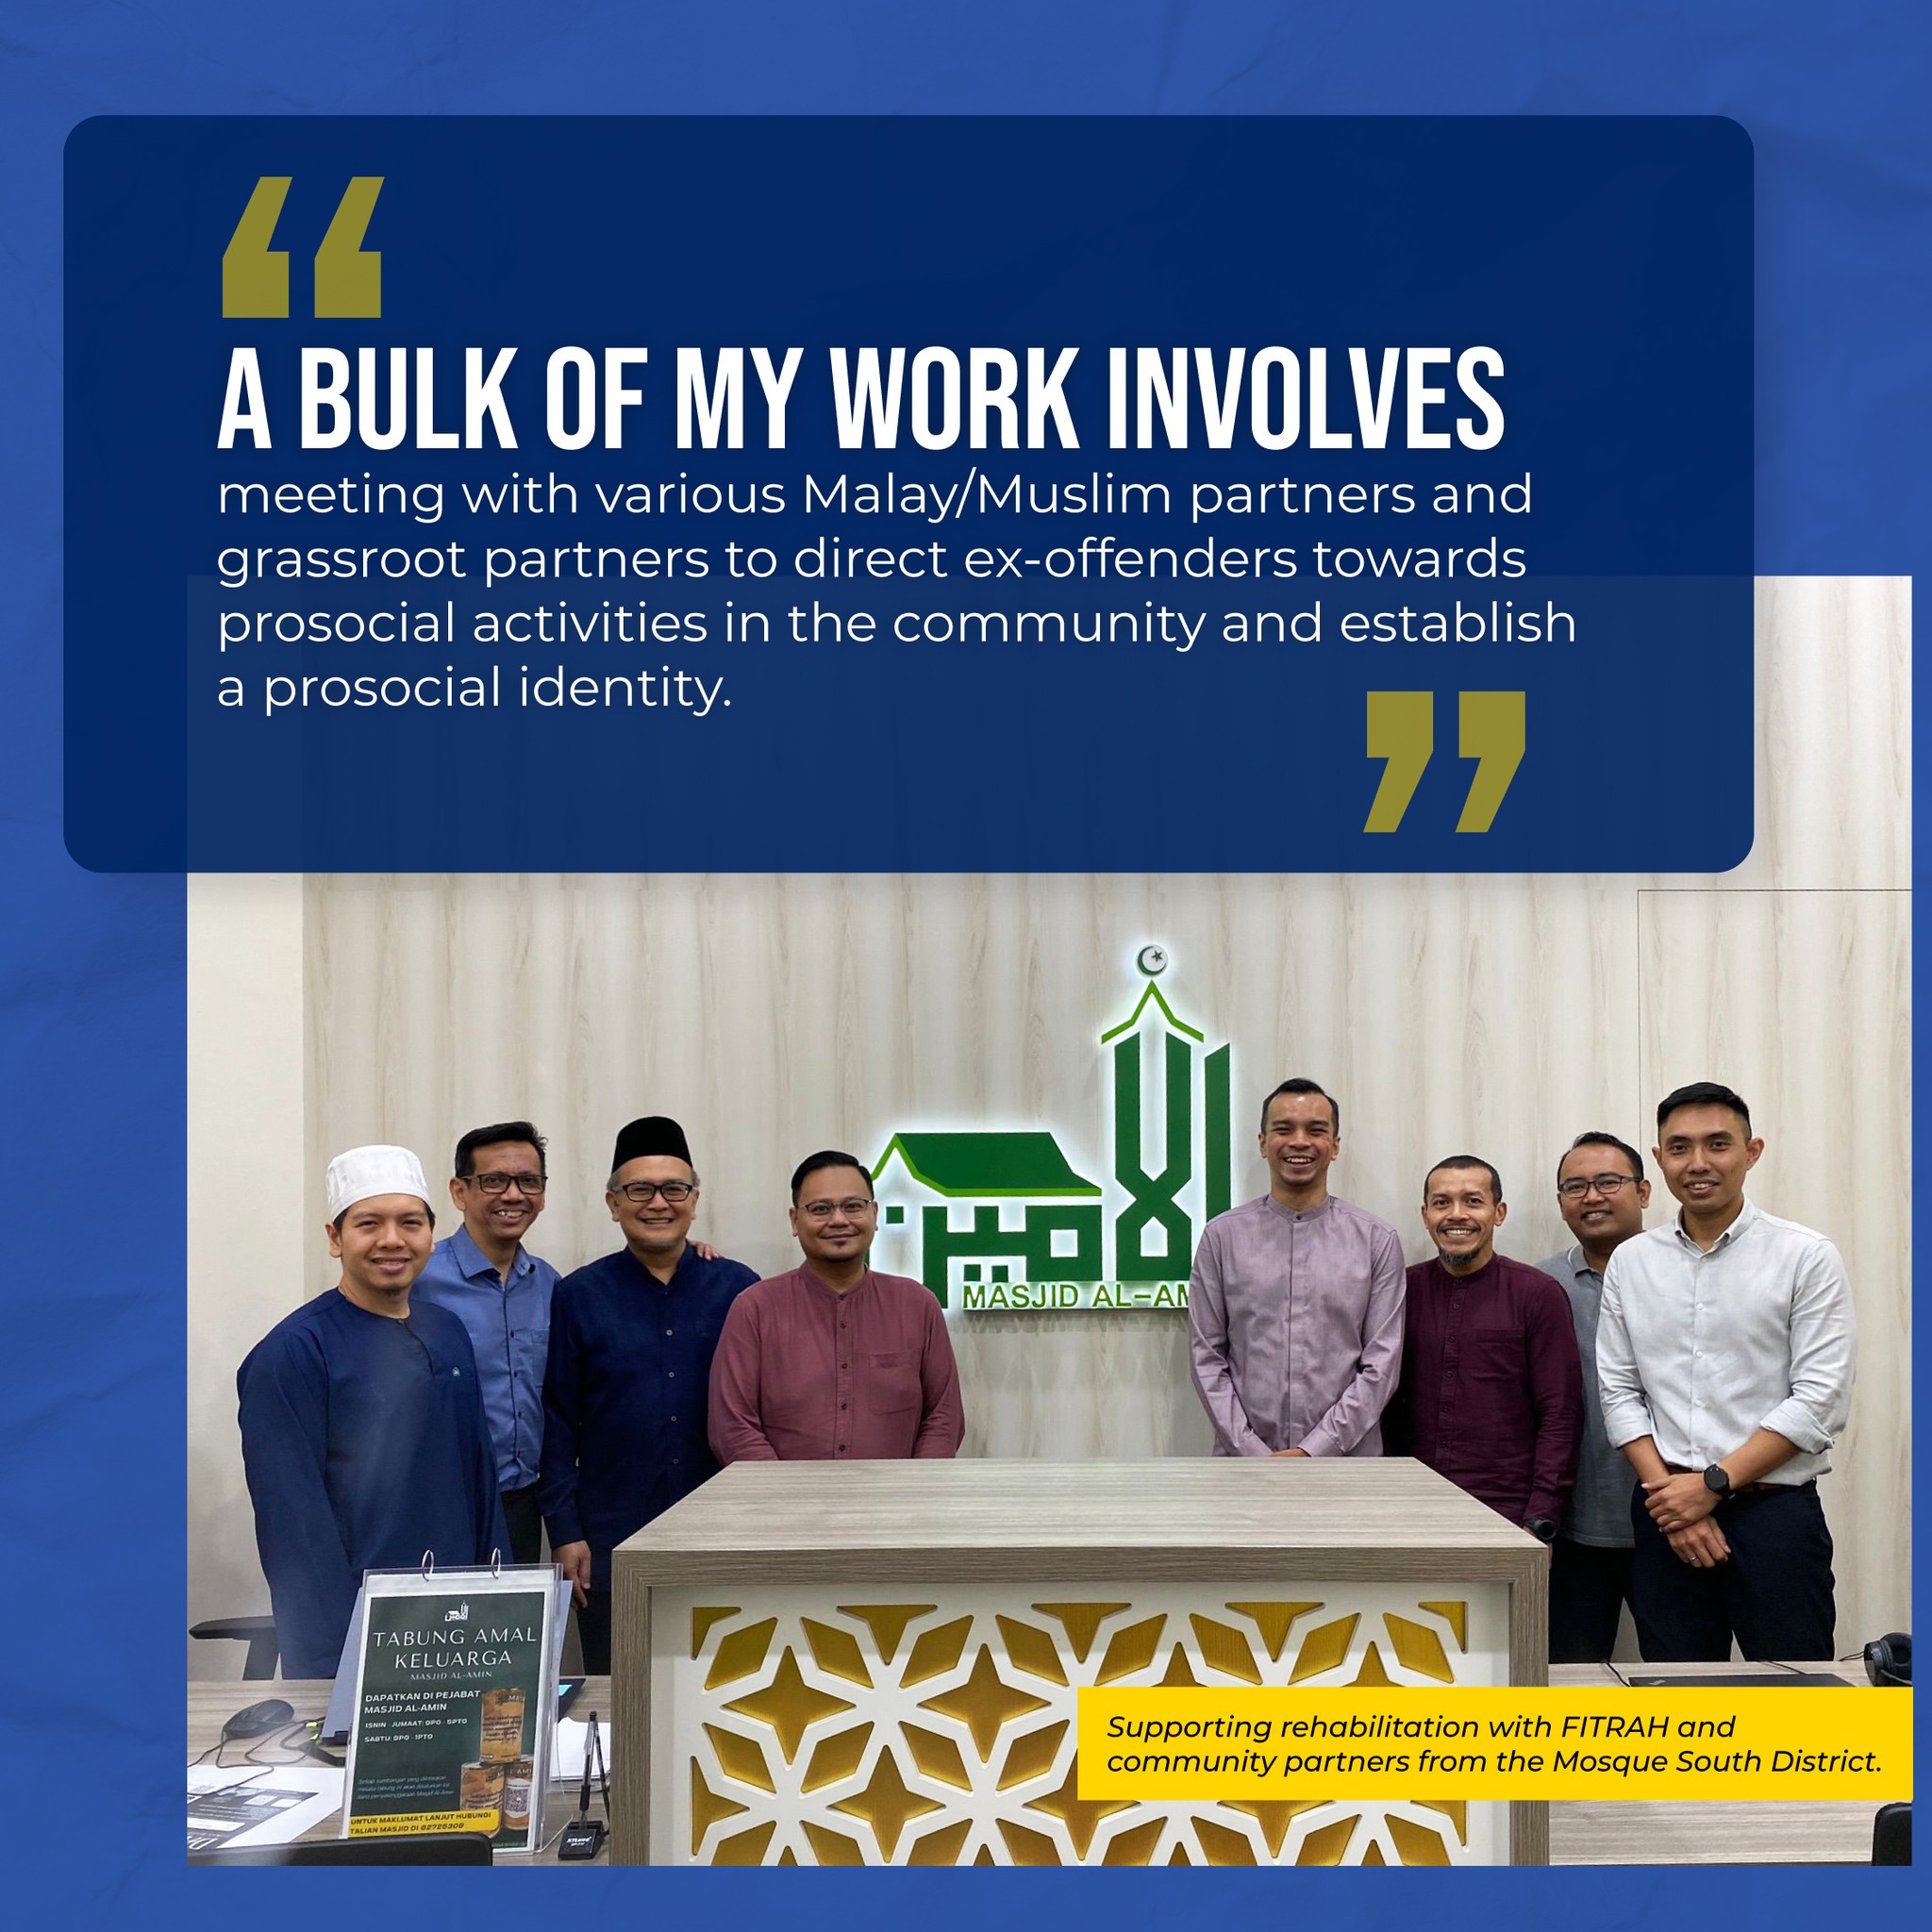 “
A BULK OF MY WORK INVOLVES
meeting with various Malay/Muslim partners and
grassroot partners to direct ex-offenders towards
prosocial activities in the community and establish
a prosocial identity.
”
MASJID AL-AM
TABUNG AMAL
KELUARGA
MASJID AL-AMIN
DAPATKAN DI PEJABAT
MASJID AL-AMIN
ISNIN - JUMAAT: 9PG - 5PTG
SABTU: 9PG - 1PTG
UNTUK MAKLUMAT LANJUT HUBUNGI
TALIAN MASJID DI 62725309
Supporting rehabilitation with FITRAH and
community partners from the Mosque South District.